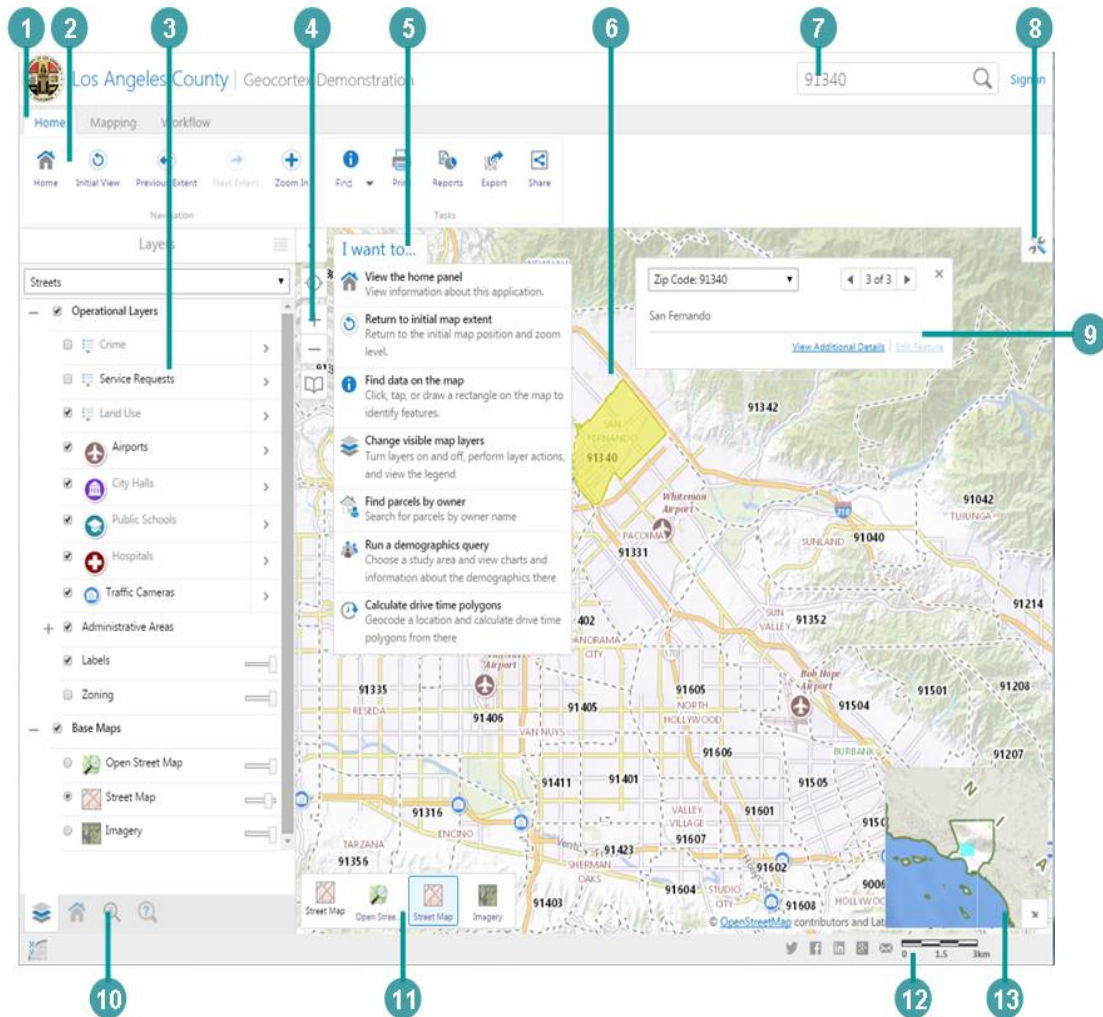 1 2 3 4 5 6 7 8
Los Angeles County | Geocortex Demonstration
91340
Sign in
Home Mapping Workflow
Home Initial View Previous Extent Next Extent Zoom In
Find Print Reports Export Share
Navigation
Tasks
Layers
Streets
Operational Layers
Crime
Service Requests
Land Use
Airports
City Halls
Public Schools
Hospitals
Traffic Cameras
Administrative Areas
Labels
Zoning
Base Maps
Open Street Map
Street Map
Imagery
I want to...
View the home panel
View information about this application.
Return to initial map extent
Return to the initial map position and zoom
level.
Find data on the map
Click, tap, or draw a rectangle on the map to
identify features.
Change visible map layers
Turn layers on and off, perform layer actions,
and view the legend
Find parcels by owner
Search for parcels by owner name
Run a demographics query
Choose a study area and view charts and
information about the demographics there
Calculate drive time polygons
Geocode a location and calculate drive time
polygons from there
Zip Code: 91340
3 of 3
San Fernando
View Additional Details | Edit Feature
9
91342
SAN
FERNANDO
91340
Whiteman
Airport
210
91042
TUJUNGA
PACOIMA
91331
SUNLAND 91040
91214
402
SUN
VALLEY 91352
PANORAMA
CITY
Airport
Bob Hope
Airport
91335
RESEDA
91406
91405
VAN NUYS
91605
NORTH
HOLLYWOOD
91504
91501
91208
91207
91606
BURBANK
91411
91401
91505
91316
ENCINO
VALLEY
VILLAGE
91601
91607
TARZANA
91356
91423
SHERMAN
OAKS
91602
91604
STUDIO
CITY
91403
91608
HOLLYWOOD
Street Map
Open Stree...
Street Map
Imagery
© OpenStreetMap contributors and Lat
0 1.5 3km
10 11 12 13